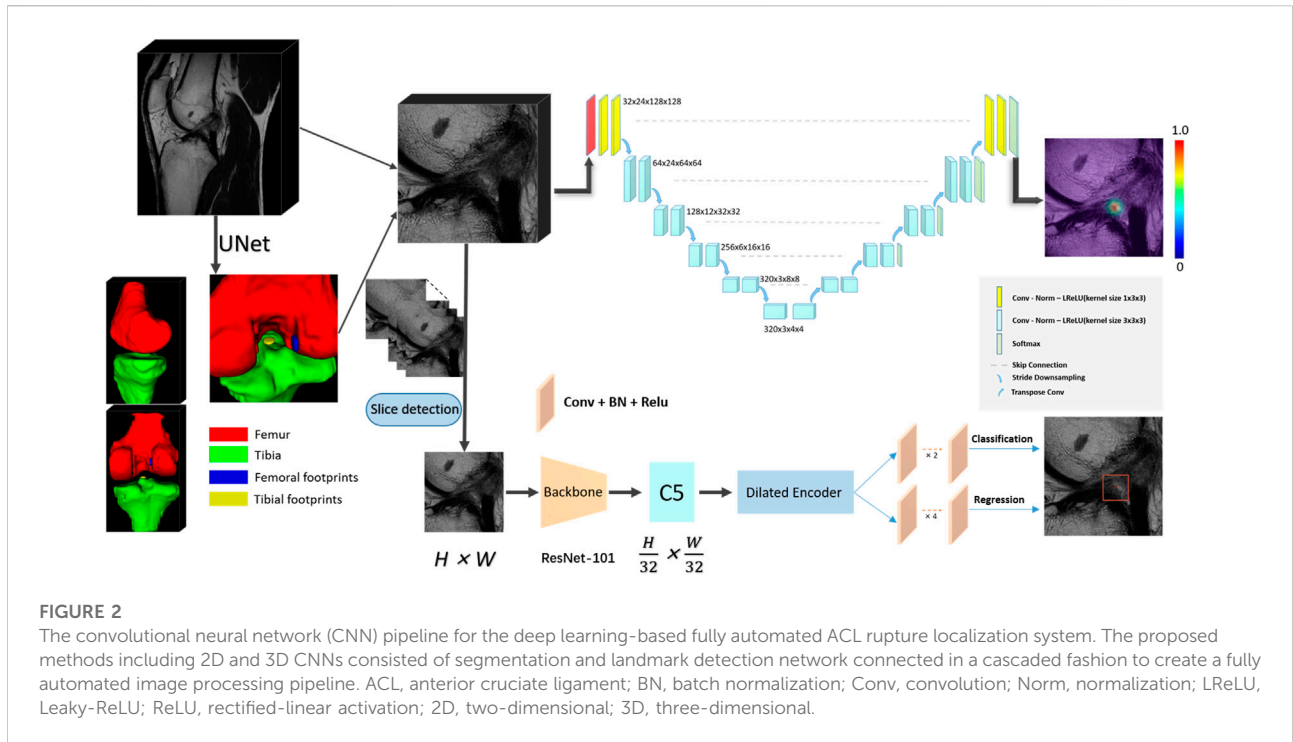 32x24x128x128
1.0
64x24x64x64
128x12x32x32
256x6x16x16
320x3x8x8
320x3x4x4
0
UNet
Conv - Norm – LReLU(kernel size 1x3x3)
Conv - Norm – LReLU(kernel size 3x3x3)
Softmax
Skip Connection
Stride Downsampling
Transpose Conv
Slice detection
Conv + BN + Relu
Femur
Tibia
Femoral footprints
Tibial footprints
Backbone
C5
Dilated Encoder
× 2
Classification
× 4
Regression
H × W
ResNet-101
H/32 × W/32
FIGURE 2
The convolutional neural network (CNN) pipeline for the deep learning-based fully automated ACL rupture localization system. The proposed
methods including 2D and 3D CNNs consisted of segmentation and landmark detection network connected in a cascaded fashion to create a fully
automated image processing pipeline. ACL, anterior cruciate ligament; BN, batch normalization; Conv, convolution; Norm, normalization; LReLU,
Leaky-ReLU; ReLU, rectified-linear activation; 2D, two-dimensional; 3D, three-dimensional.